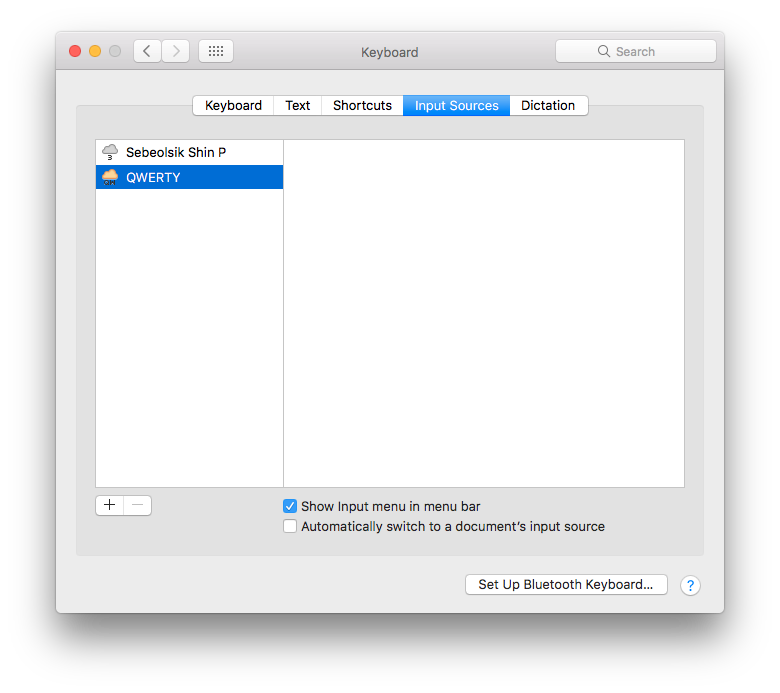 Keyboard
Search
Keyboard Text Shortcuts Input Sources Dictation
3 Sebeolsik Shin P
QWERTY
+ −
Show Input menu in menu bar
Automatically switch to a document's input source
Set Up Bluetooth Keyboard... ?